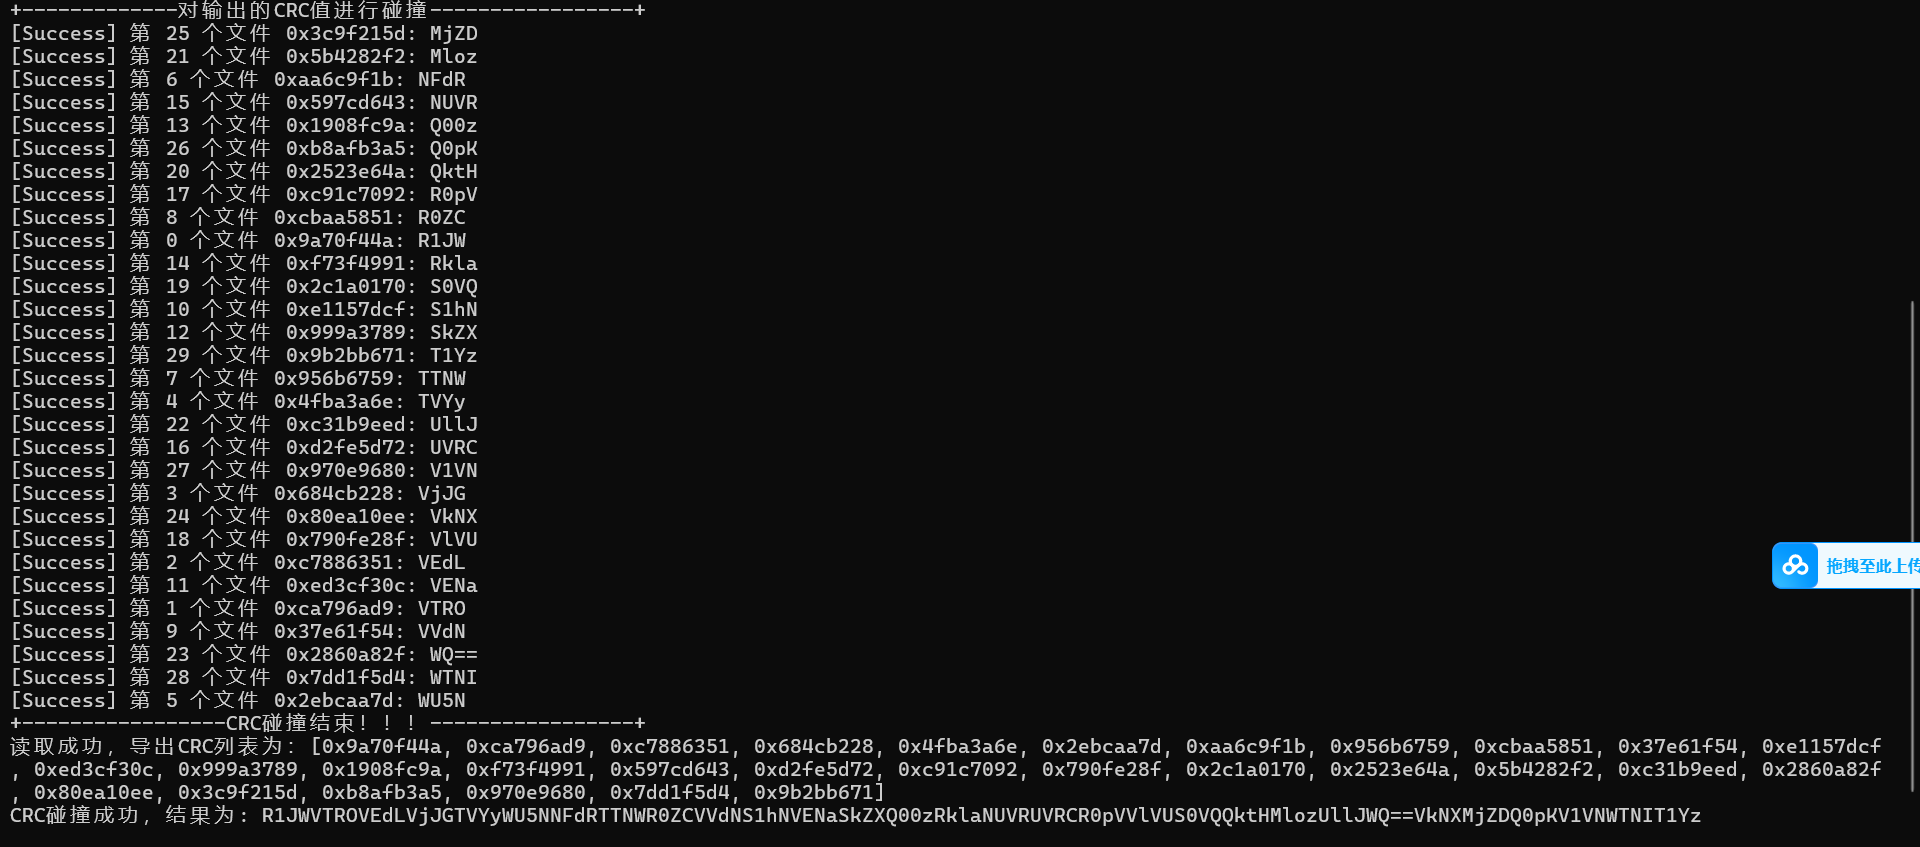 +-------------对输出的CRC值进行碰撞-----------------+
[Success] 第 25 个文件 0x3c9f215d: MjZD
[Success] 第 21 个文件 0x5b4282f2: Mloz
[Success] 第 6 个文件 0xaa6c9f1b: NFdR
[Success] 第 15 个文件 0x597cd643: NUVR
[Success] 第 13 个文件 0x1908fc9a: Q00z
[Success] 第 26 个文件 0xb8afb3a5: Q0pK
[Success] 第 20 个文件 0x2523e64a: QktH
[Success] 第 17 个文件 0xc91c7092: R0pV
[Success] 第 8 个文件 0xcbaa5851: R0ZC
[Success] 第 0 个文件 0x9a70f44a: R1JW
[Success] 第 14 个文件 0xf73f4991: Rkla
[Success] 第 19 个文件 0x2c1a0170: S0VQ
[Success] 第 10 个文件 0xe1157dcf: S1hN
[Success] 第 12 个文件 0x999a3789: SkZX
[Success] 第 29 个文件 0x9b2bb671: T1Yz
[Success] 第 7 个文件 0x956b6759: TTNW
[Success] 第 4 个文件 0x4fba3a6e: TVYy
[Success] 第 22 个文件 0xc31b9eed: UllJ
[Success] 第 16 个文件 0xd2fe5d72: UVRC
[Success] 第 27 个文件 0x970e9680: V1VN
[Success] 第 3 个文件 0x684cb228: VjJG
[Success] 第 24 个文件 0x80ea10ee: VkNX
[Success] 第 18 个文件 0x790fe28f: VlVU
[Success] 第 2 个文件 0xc7886351: VEdL
[Success] 第 11 个文件 0xed3cf30c: VENa
[Success] 第 1 个文件 0xca796ad9: VTRO
[Success] 第 9 个文件 0x37e61f54: VVdN
[Success] 第 23 个文件 0x2860a82f: WQ==
[Success] 第 28 个文件 0x7dd1f5d4: WTNI
[Success] 第 5 个文件 0x2ebcaa7d: WU5N
+-----------------CRC碰撞结束！！！-----------------+
读取成功，导出CRC列表为：[0x9a70f44a, 0xca796ad9, 0xc7886351, 0x684cb228, 0x4fba3a6e, 0x2ebcaa7d, 0xaa6c9f1b, 0x956b6759, 0xcbaa5851, 0x37e61f54, 0xe1157dcf
, 0xed3cf30c, 0x999a3789, 0x1908fc9a, 0xf73f4991, 0x597cd643, 0xd2fe5d72, 0xc91c7092, 0x790fe28f, 0x2c1a0170, 0x2523e64a, 0x5b4282f2, 0xc31b9eed, 0x2860a82f
, 0x80ea10ee, 0x3c9f215d, 0xb8afb3a5, 0x970e9680, 0x7dd1f5d4, 0x9b2bb671]
CRC碰撞成功，结果为：R1JWVTROVEdLVjJGTVYyWU5NNFdRTTNWR0ZCVVdNS1hNVENaSkZXQ00zRklaNUVRUVRCR0pVVlVUS0VQQktHMlozUllJWQ==VkNXMjZDQ0pKV1VNWTNIT1Yz
拖拽至此上传